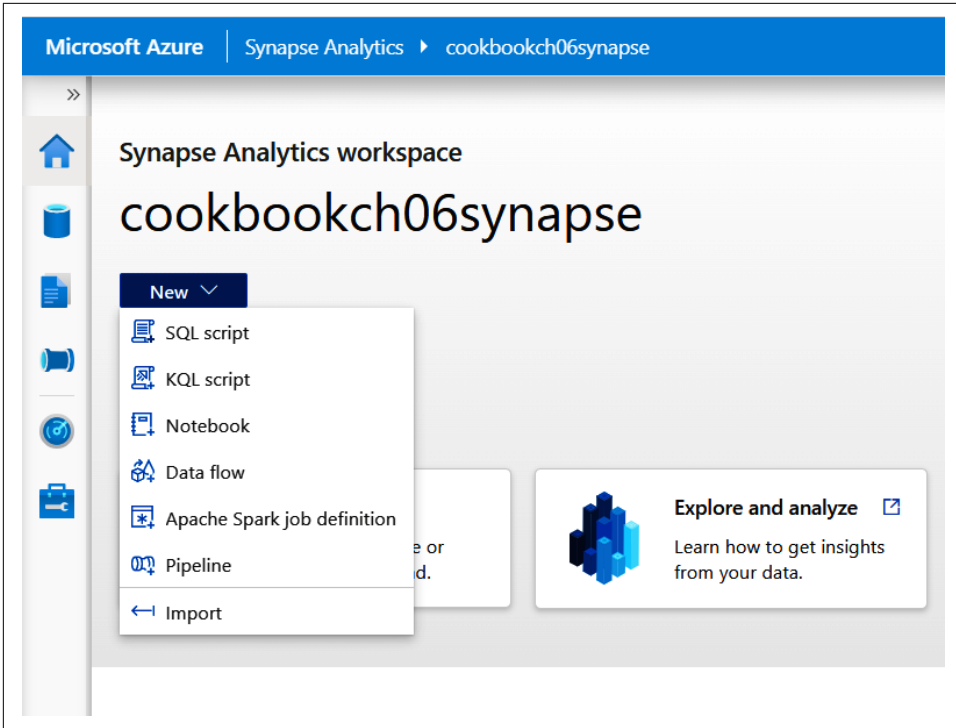 Microsoft Azure
Synapse Analytics
cookbookch06synapse
Synapse Analytics workspace
cookbookch06synapse
New
SQL script
KQL script
Notebook
Data flow
Apache Spark job definition
Pipeline
Import
e or
d.
Explore and analyze
Learn how to get insights
from your data.